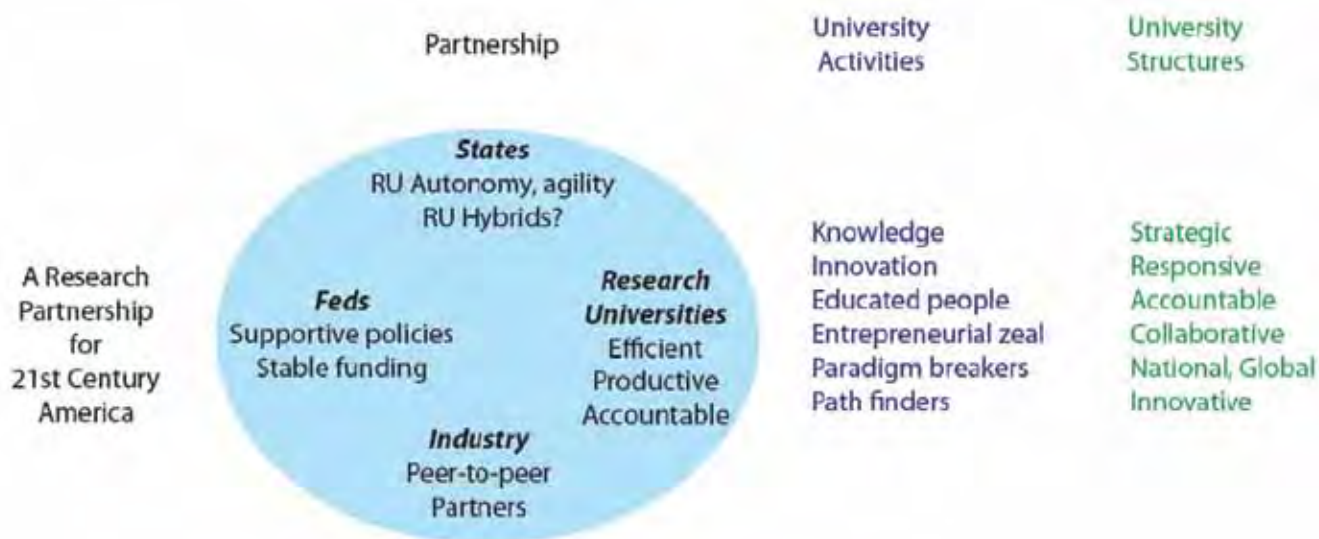 Partnership
University
Activities
University
Structures
A Research
Partnership
for
21st Century
America
States
RU Autonomy, agility
RU Hybrids?
Feds
Supportive policies
Stable funding
Research
Universities
Efficient
Productive
Accountable
Industry
Peer-to-peer
Partners
Knowledge
Innovation
Educated people
Entrepreneurial zeal
Paradigm breakers
Path finders
Strategic
Responsive
Accountable
Collaborative
National, Global
Innovative